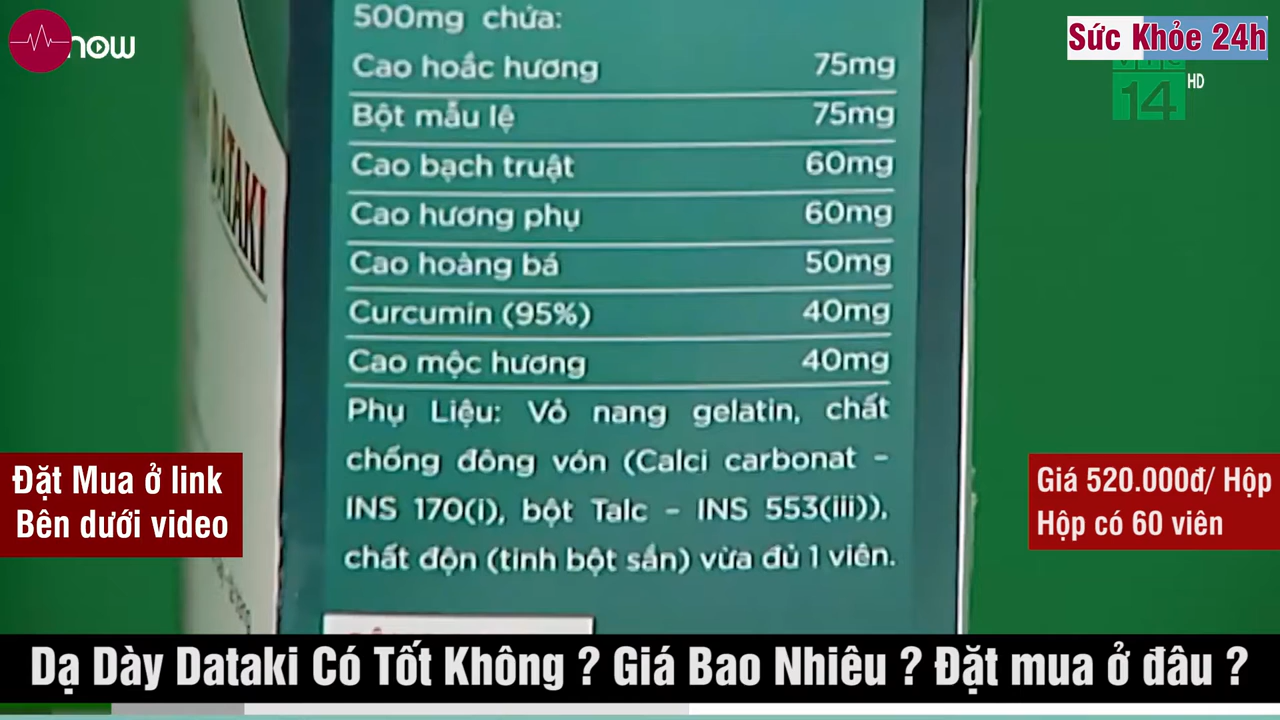 now
Sức Khỏe 24h
VTC
14
HD
500mg chứa:
Cao hoắc hương 75mg
Bột mẫu lệ 75mg
Cao bạch truật 60mg
Cao hương phụ 60mg
Cao hoàng bá 50mg
Curcumin (95%) 40mg
Cao mộc hương 40mg
Phụ Liệu: Vỏ nang gelatin, chất
chống đông vón (Calci carbonat –
INS 170(i), bột Talc – INS 553(iii)),
chất độn (tinh bột sắn) vừa đủ 1 viên.
DATAKI
Đặt Mua ở link
Bên dưới video
Giá 520.000đ/ Hộp
Hộp có 60 viên
Dạ Dày Dataki Có Tốt Không ? Giá Bao Nhiêu ? Đặt mua ở đâu ?